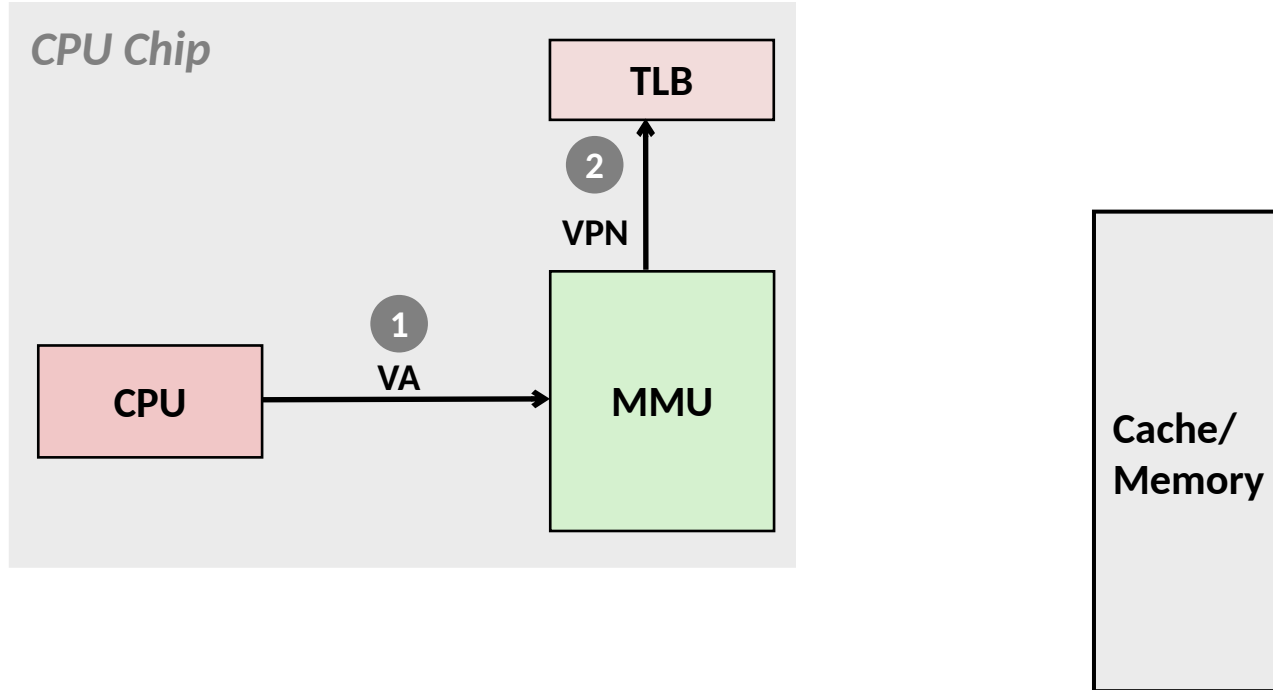 CPU Chip
TLB
2
VPN
1
VA
CPU
MMU
Cache/
Memory